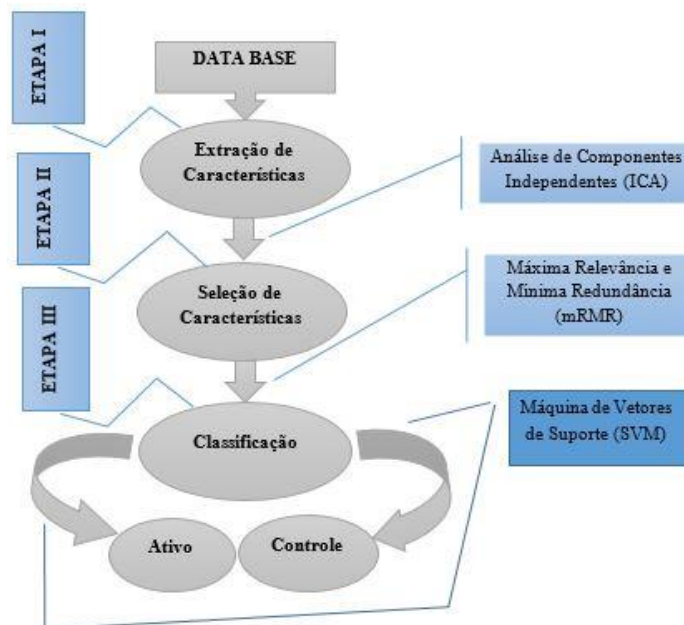 ETAPA I
DATA BASE
Extração de
Características
Análise de Componentes
Independentes (ICA)
ETAPA II
Seleção de
Características
Máxima Relevância e
Mínima Redundância
(mRMR)
ETAPA III
Classificação
Máquina de Vetores
de Suporte (SVM)
Ativo
Controle